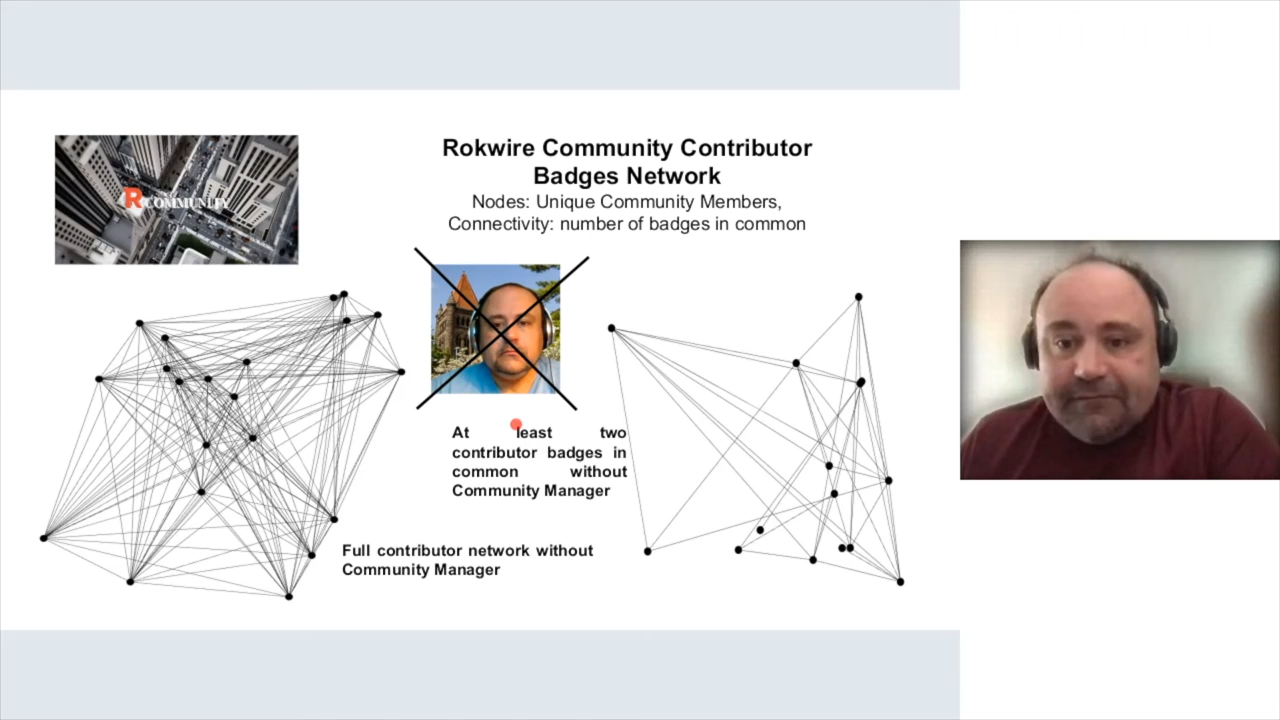 R COMMUNITY
Rokwire Community Contributor
Badges Network
Nodes: Unique Community Members,
Connectivity: number of badges in common
At least two
contributor badges in
common without
Community Manager
Full contributor network without
Community Manager